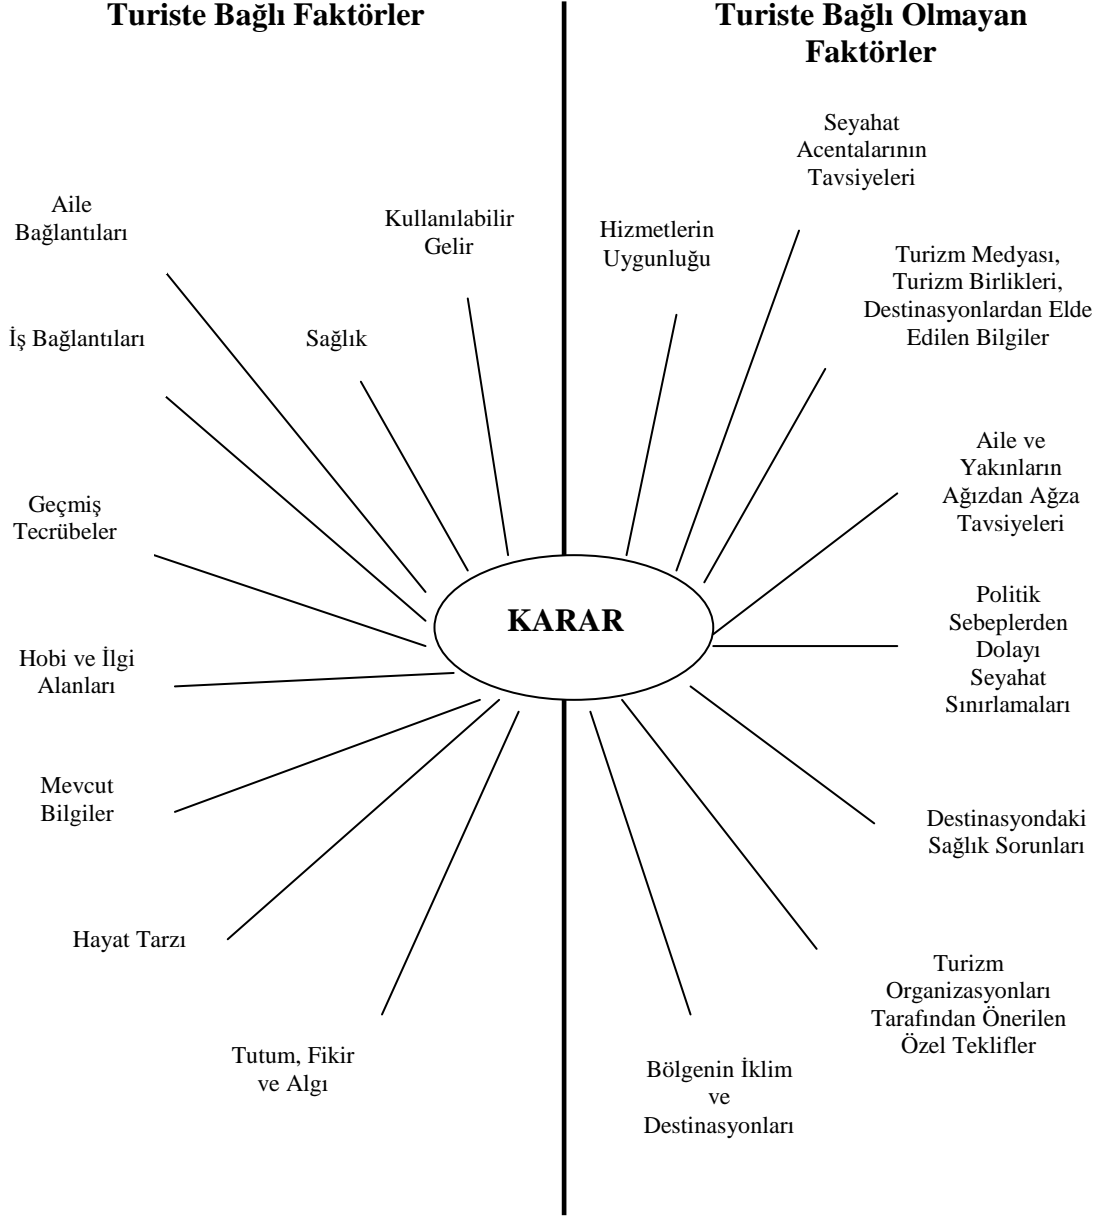 Turiste Bağlı Faktörler
Turiste Bağlı Olmayan
Faktörler
Aile
Bağlantıları
Kullanılabilir
Gelir
İş Bağlantıları
Sağlık
Geçmiş
Tecrübeler
Hobi ve İlgi
Alanları
Mevcut
Bilgiler
Hayat Tarzı
Tutum, Fikir
ve Algı
KARAR
Hizmetlerin
Uygunluğu
Seyahat
Acentalarının
Tavsiyeleri
Turizm Medyası,
Turizm Birlikleri,
Destinasyonlardan Elde
Edilen Bilgiler
Aile ve
Yakınların
Ağızdan Ağza
Tavsiyeleri
Politik
Sebeplerden
Dolayı
Seyahat
Sınırlamaları
Destinasyondaki
Sağlık Sorunları
Turizm
Organizasyonları
Tarafından Önerilen
Özel Teklifler
Bölgenin İklim
ve
Destinasyonları